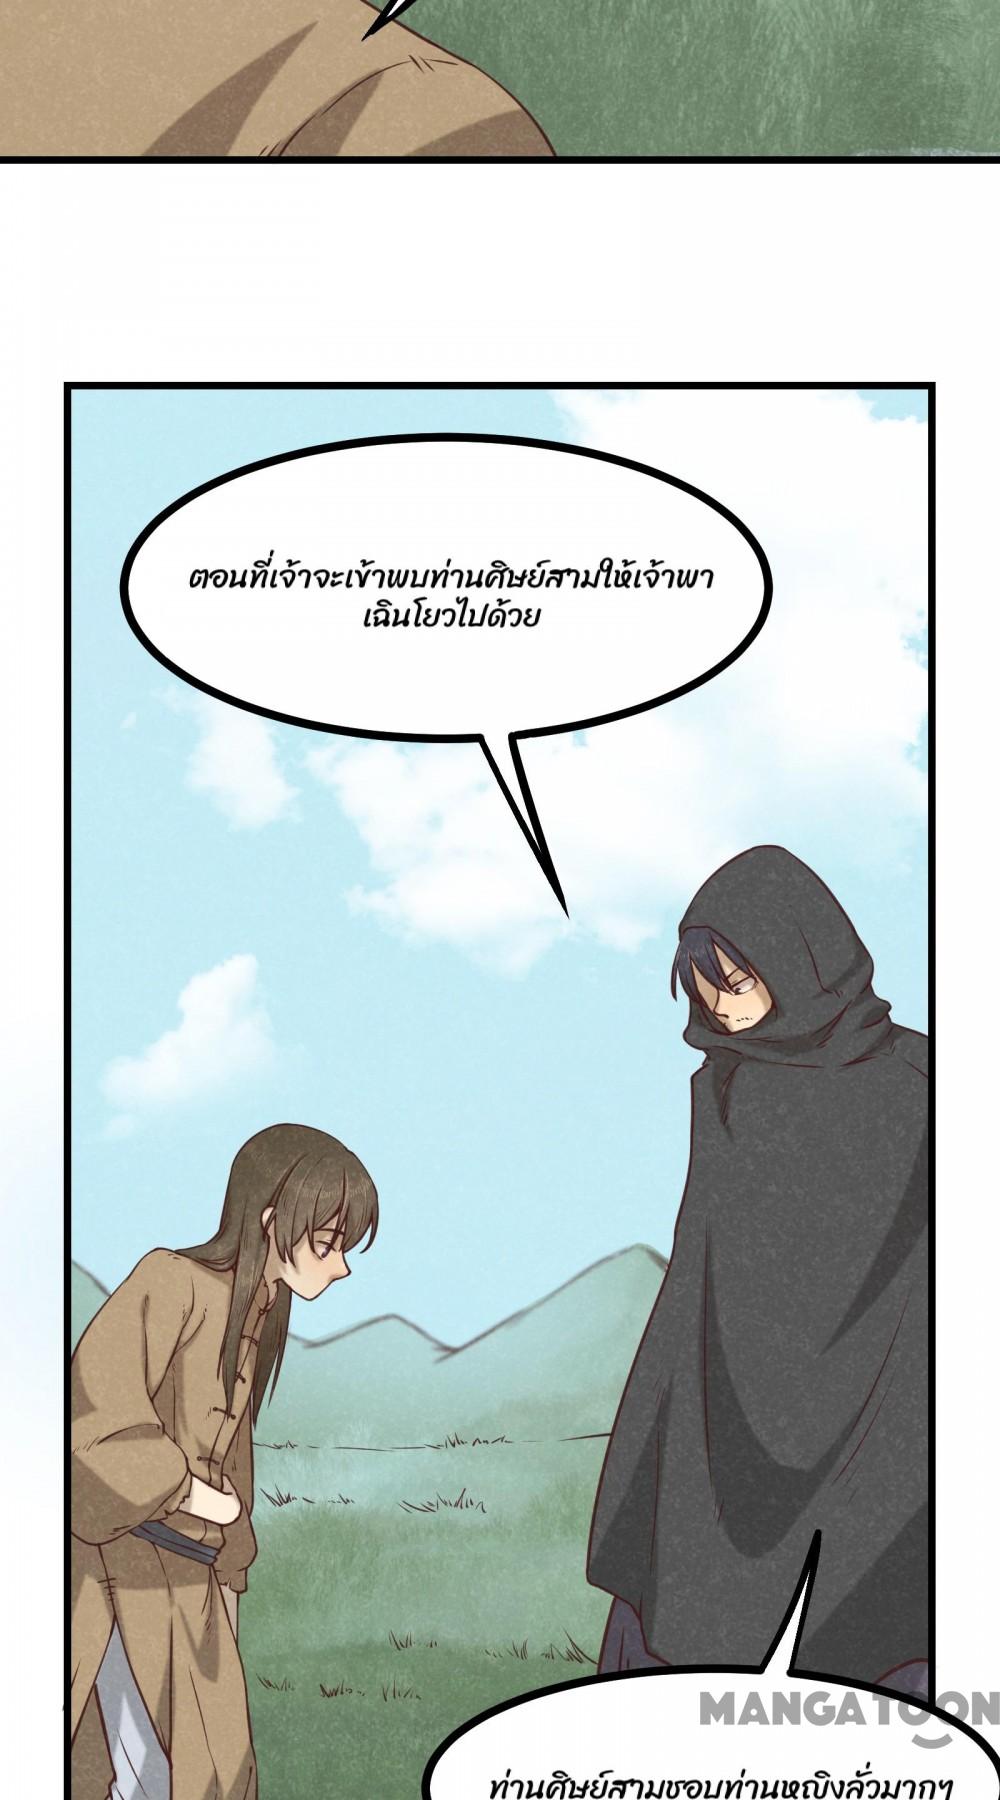 ตอนที่เจ้าจะเข้าพบท่านศิษย์สามให้เจ้าพา
เฉินโยวไปด้วย
MANGATOON
ท่านศิษย์สามชอบท่านหญิงลั่วมากๆ